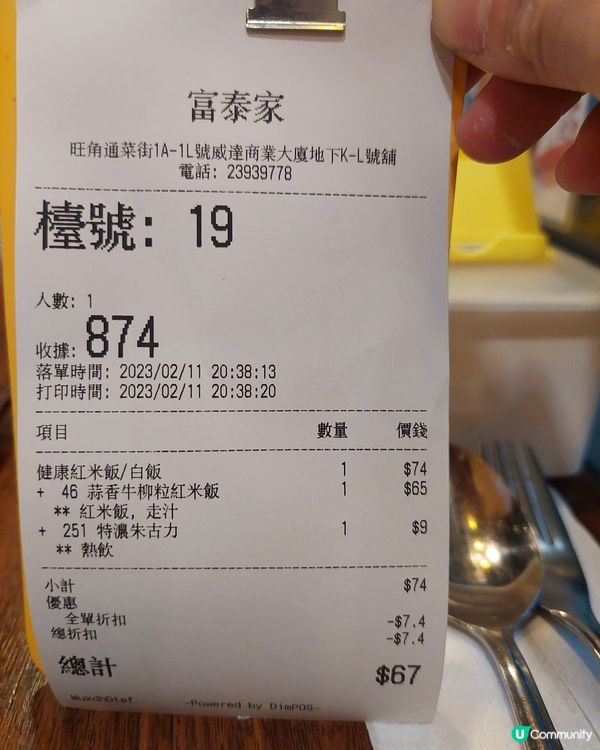 富泰家
旺角通菜街1A-1L號威達商業大廈地下K-L號舖
電話: 23939778
檯號: 19
人數: 1
收據: 874
落單時間: 2023/02/11 20:38:13
打印時間: 2023/02/11 20:38:20
項目 數量 價錢
健康紅米飯/白飯 1 $74
+ 46 蒜香牛柳粒紅米飯 1 $65
** 紅米飯, 走汁
+ 251 特濃朱古力 1 $9
** 熱飲
小計 $74
優惠
全單折扣 -$7.4
總折扣 -$7.4
總計 $67
-Powered by DimPOS-
U Community